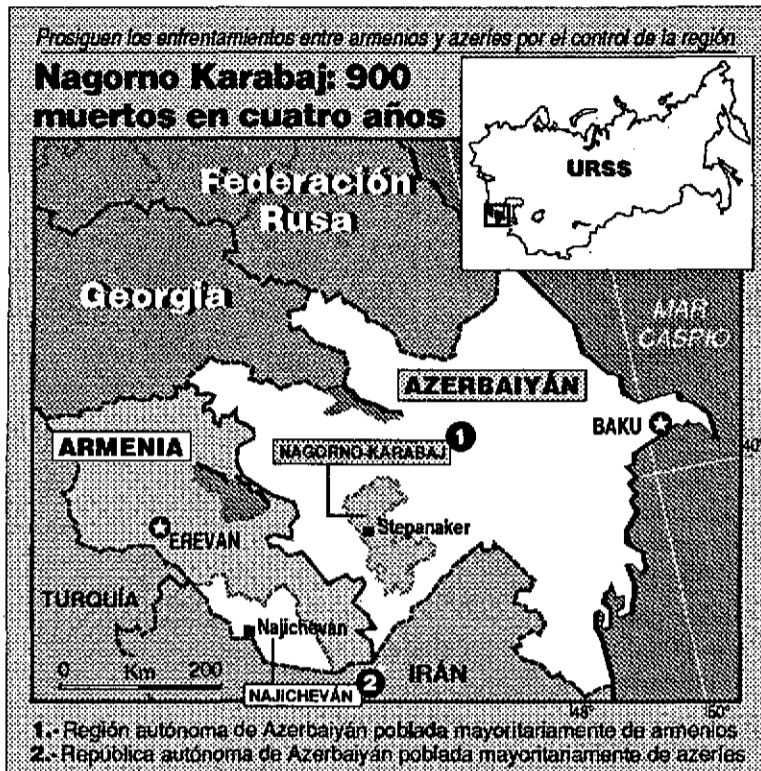 Prosiguen los enfrentamientos entre armenios y azeríes por el control de la región
Nagorno Karabaj: 900
muertos en cuatro años
URSS
Federación
Rusa
Georgia
MAR
CASPIO
AZERBAIYÁN
BAKU
ARMENIA
NAGORNO-KARABAJ
1
40°
Stepanaker
EREVAN
TURQUÍA
Najichevan
0 Km 200
IRÁN
NAJICHEVÁN
2
48°
50°
1.- Región autónoma de Azerbaiyán poblada mayoritariamente de armenios
2.- República autónoma de Azerbaiyán poblada mayoritariamente de azeríes